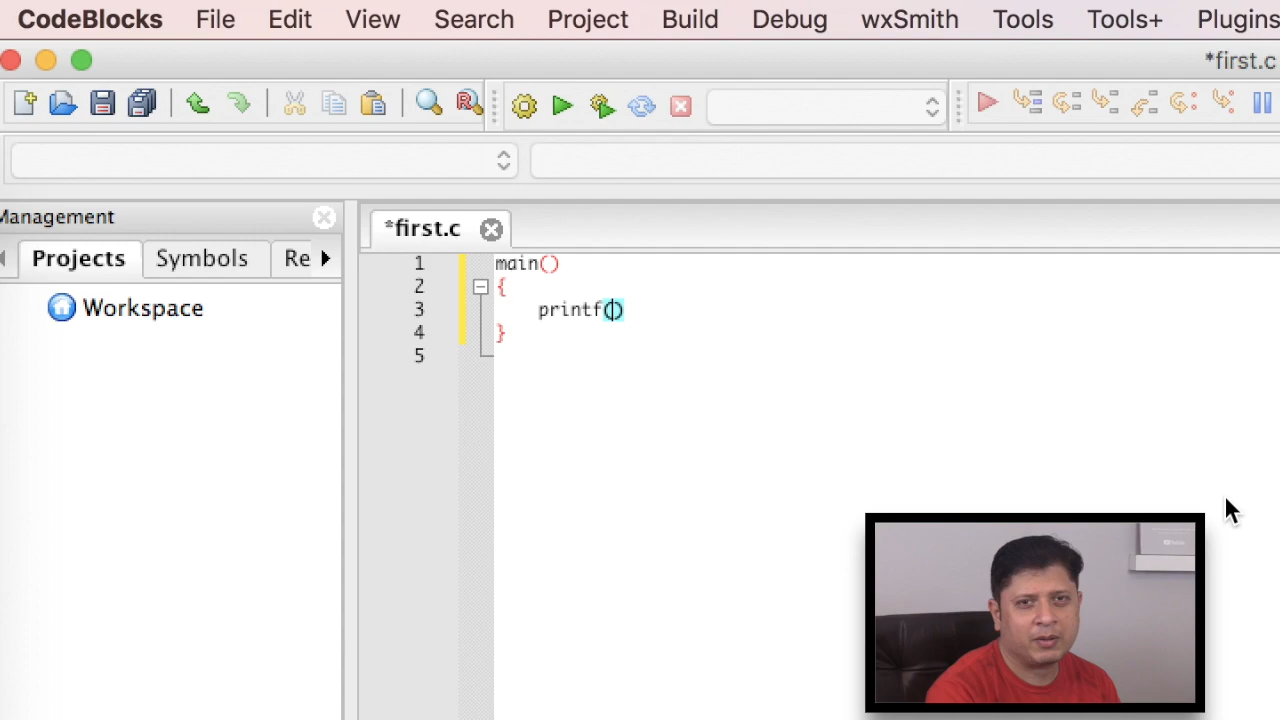 CodeBlocks File Edit View Search Project Build Debug wxSmith Tools Tools+ Plugins
*first.c
Management
*first.c
Projects Symbols Re
Workspace
1 main()
2 {
3 printf()
4 }
5